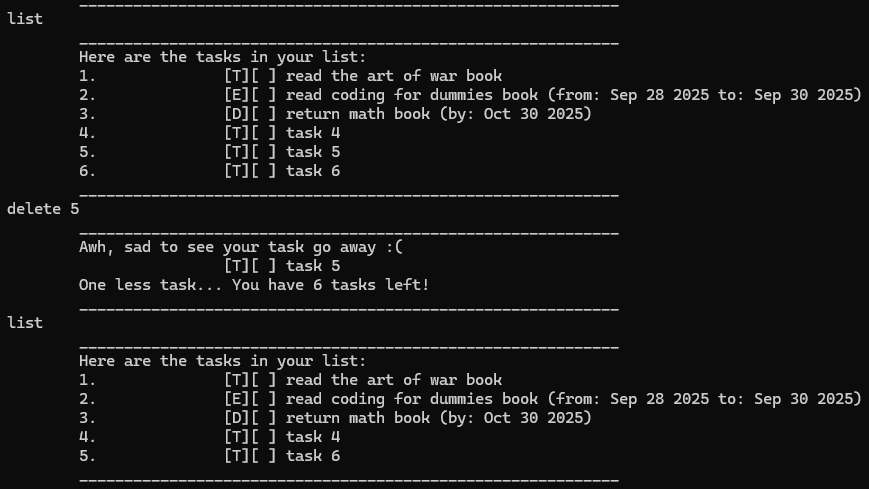 ____________________________________________________________
list
____________________________________________________________
Here are the tasks in your list:
1. [T][ ] read the art of war book
2. [E][ ] read coding for dummies book (from: Sep 28 2025 to: Sep 30 2025)
3. [D][ ] return math book (by: Oct 30 2025)
4. [T][ ] task 4
5. [T][ ] task 5
6. [T][ ] task 6
____________________________________________________________
delete 5
____________________________________________________________
Awh, sad to see your task go away :(
[T][ ] task 5
One less task... You have 6 tasks left!
____________________________________________________________
list
____________________________________________________________
Here are the tasks in your list:
1. [T][ ] read the art of war book
2. [E][ ] read coding for dummies book (from: Sep 28 2025 to: Sep 30 2025)
3. [D][ ] return math book (by: Oct 30 2025)
4. [T][ ] task 4
5. [T][ ] task 6
____________________________________________________________